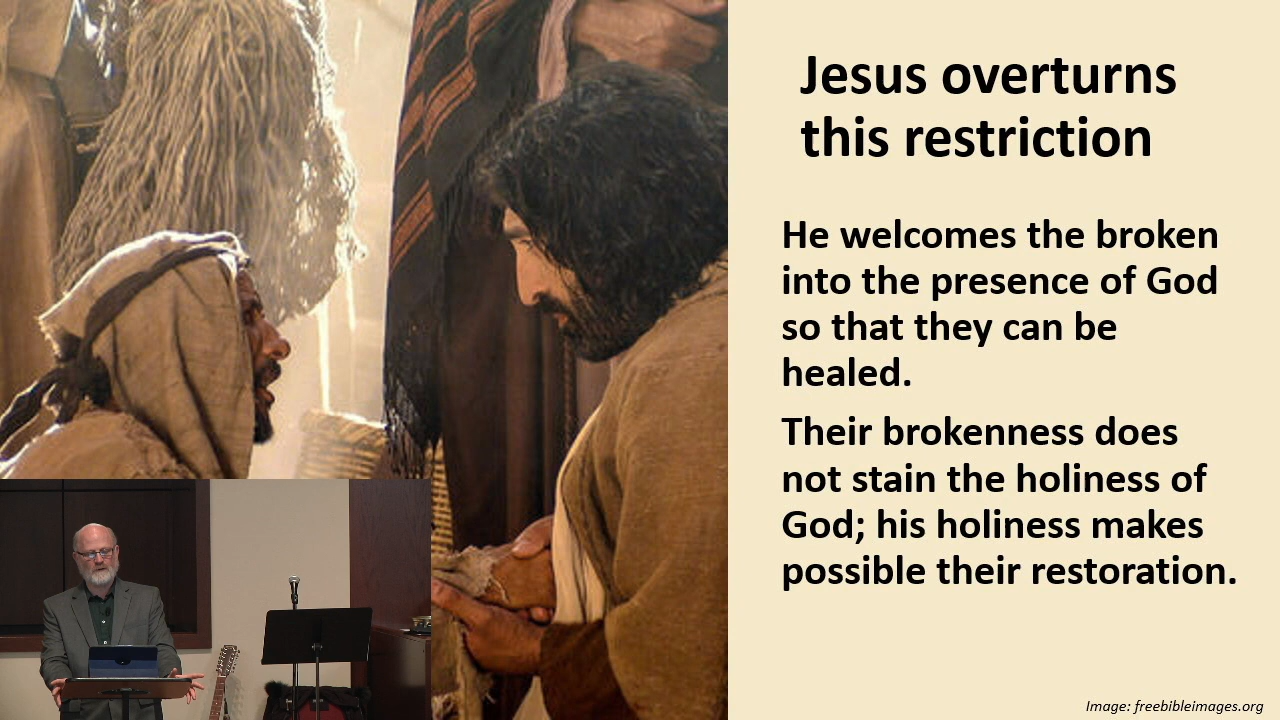 Jesus overturns
this restriction
He welcomes the broken
into the presence of God
so that they can be
healed.
Their brokenness does
not stain the holiness of
God; his holiness makes
possible their restoration.
Image: freebibleimages.org